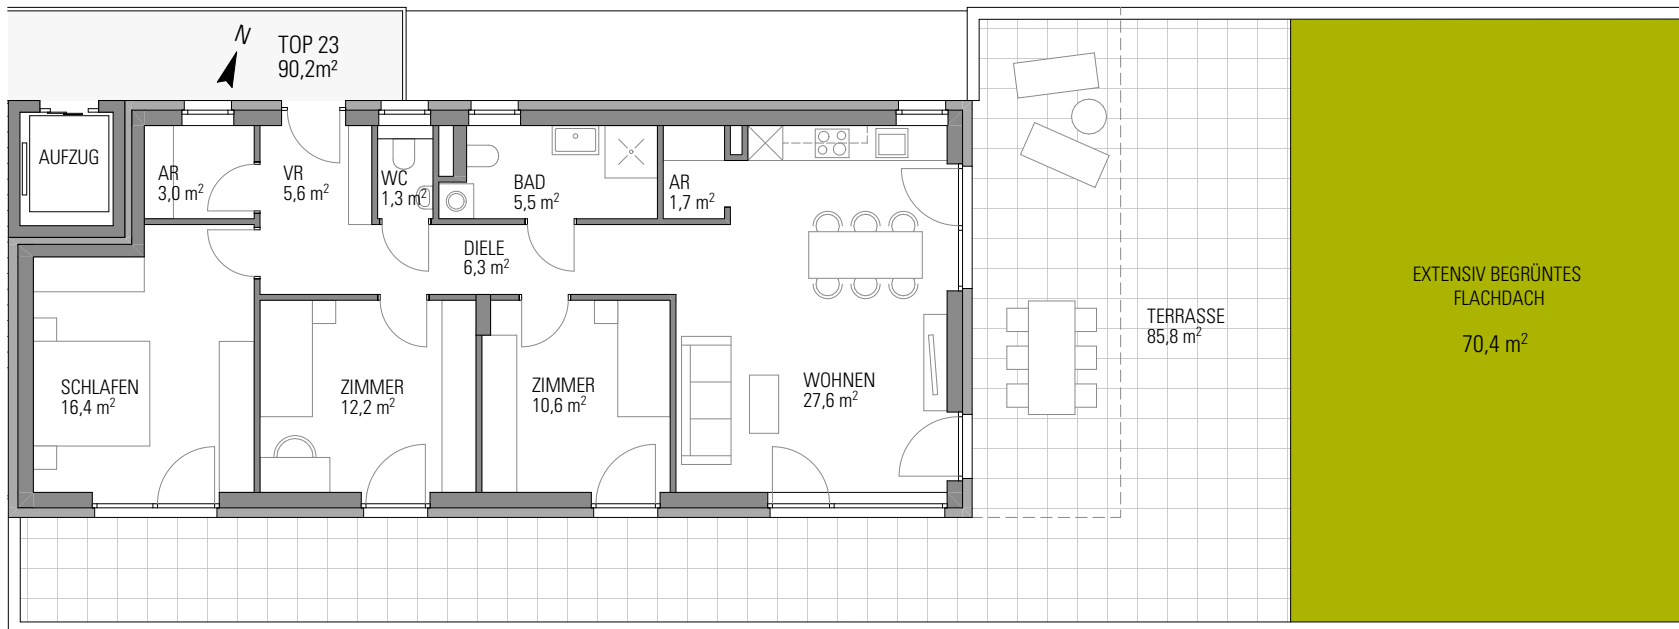 N
TOP 23
90,2m²
AUFZUG
AR
3,0 m²
VR
5,6 m²
WC
1,3 m²
BAD
5,5 m²
AR
1,7 m²
DIELE
6,3 m²
SCHLAFEN
16,4 m²
ZIMMER
12,2 m²
ZIMMER
10,6 m²
WOHNEN
27,6 m²
TERRASSE
85,8 m²
EXTENSIV BEGRÜNTES
FLACHDACH
70,4 m²